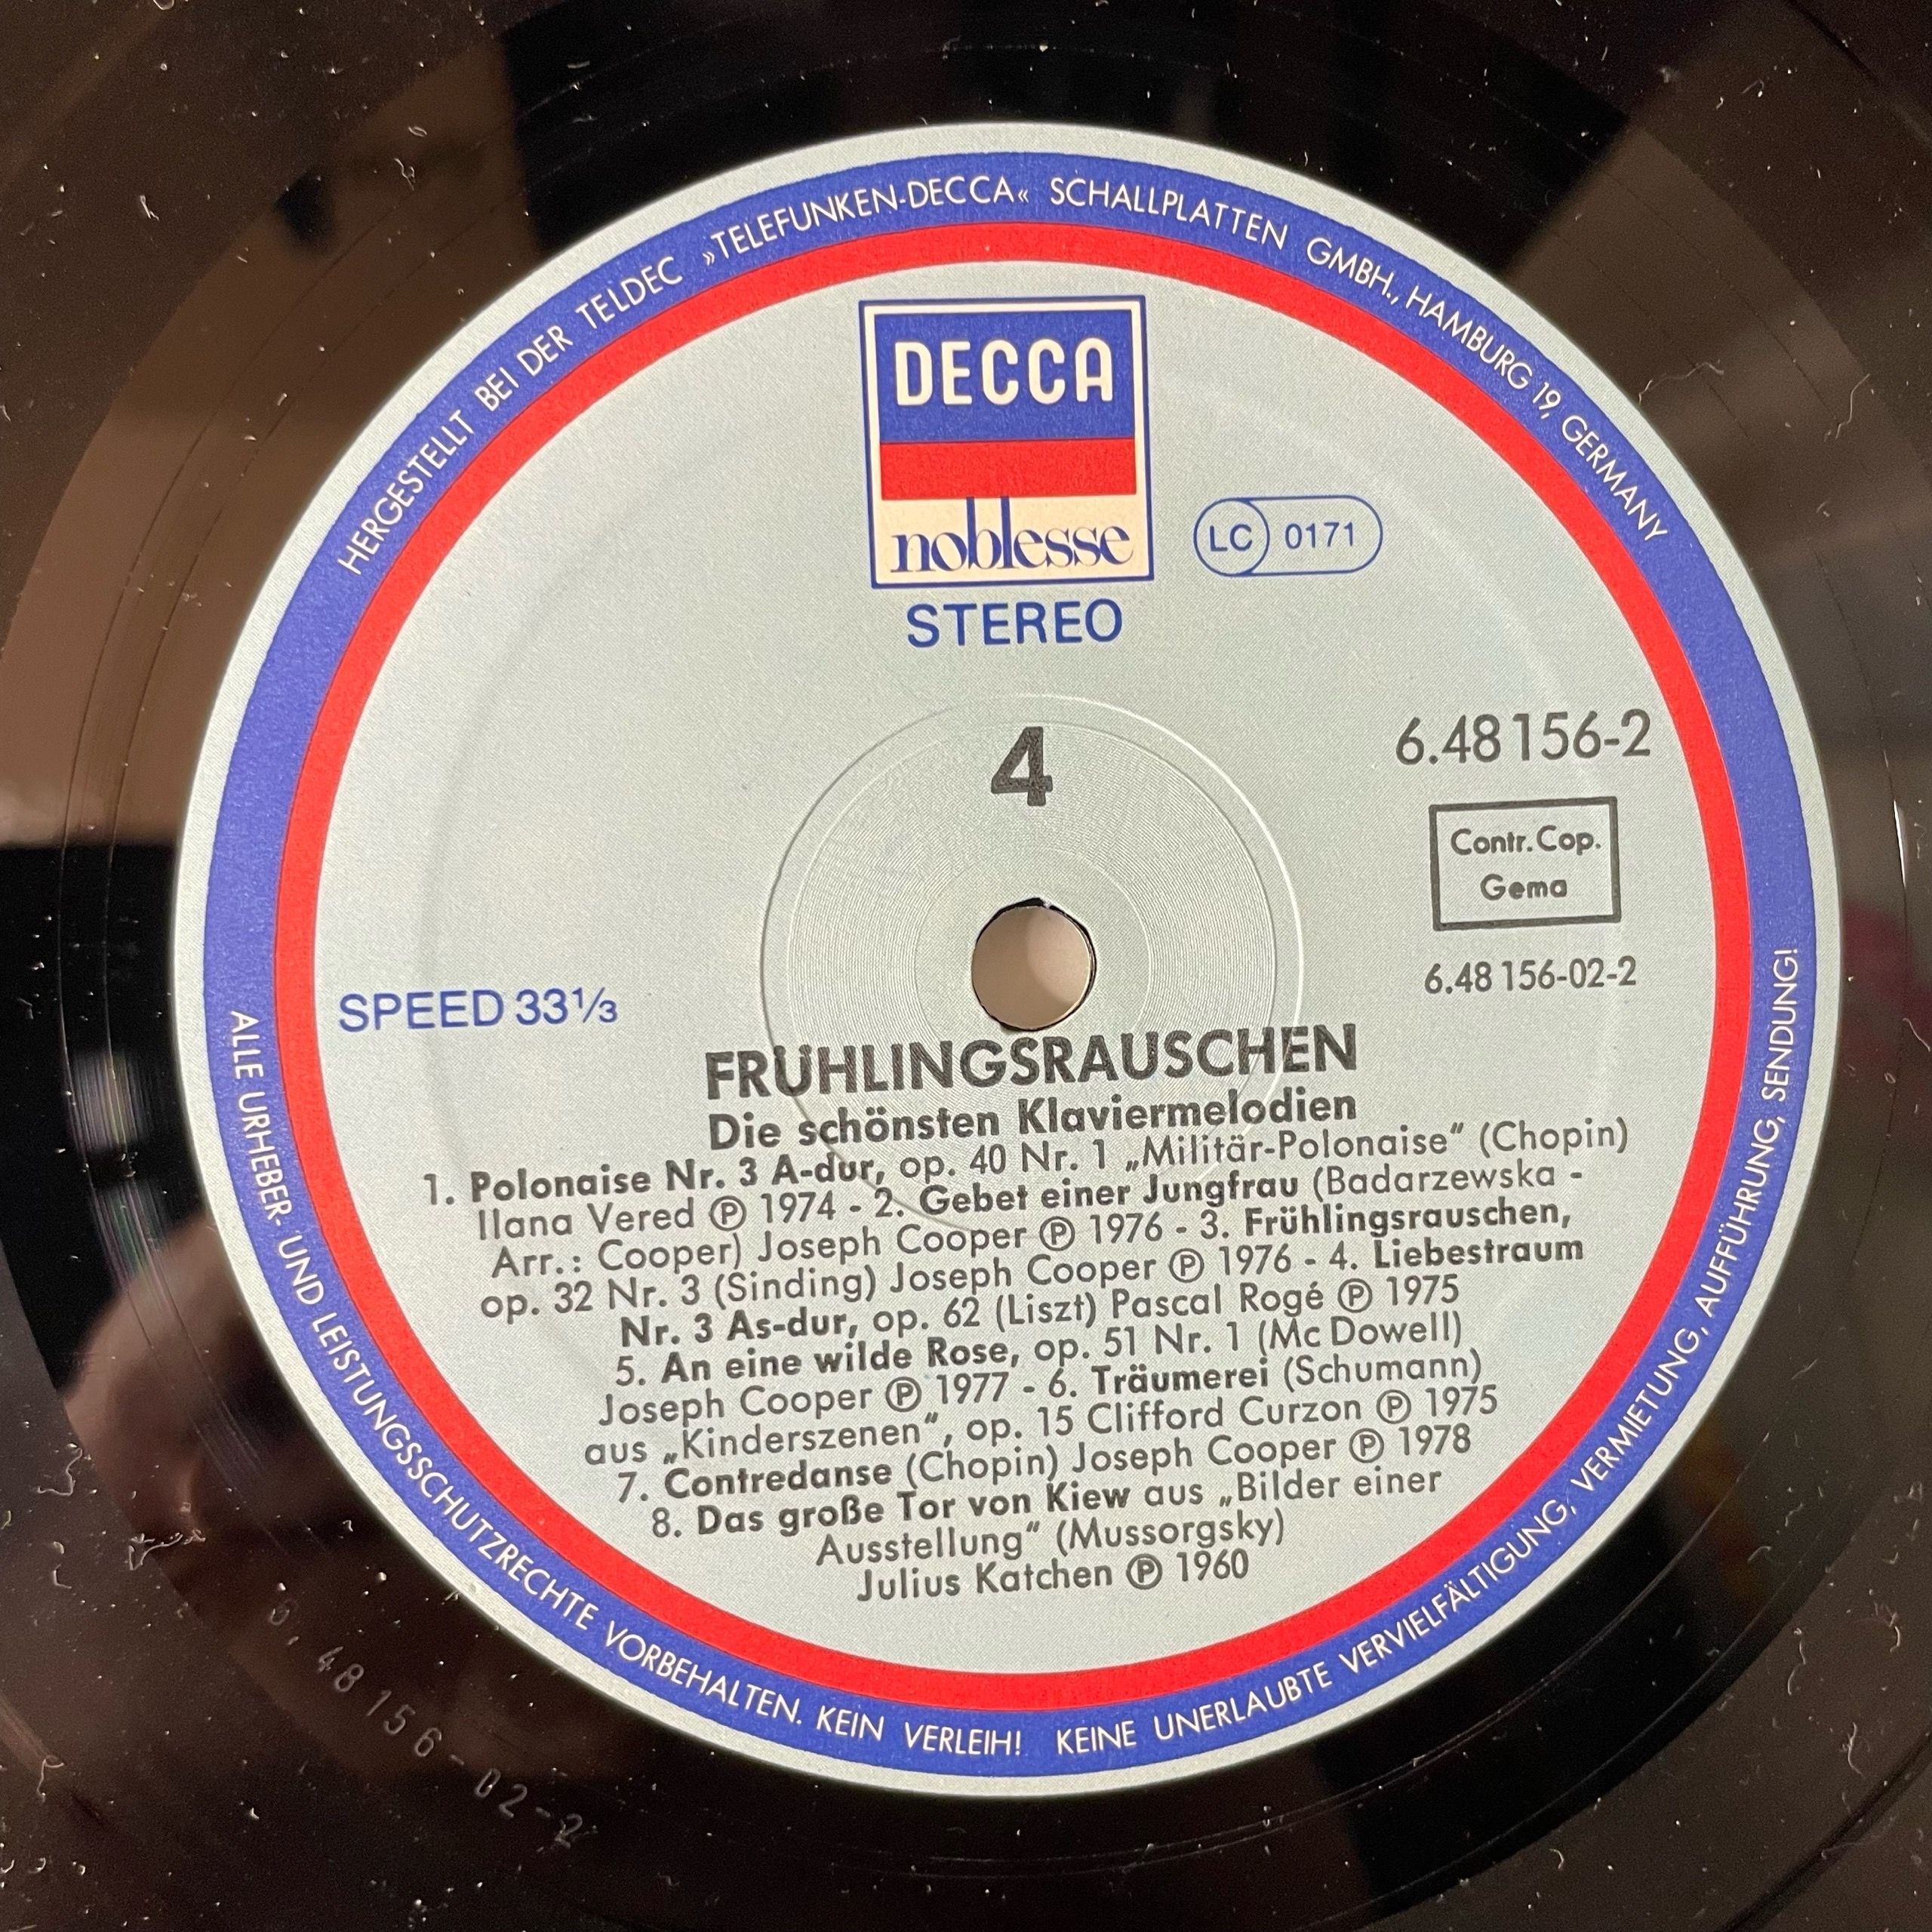 HERGESTELLT BEI DER TELDEC »TELEFUNKEN-DECCA« SCHALLPLATTEN GMBH., HAMBURG 19, GERMANY
DECCA
noblesse
LC 0171
STEREO
4
6.48156-2
Contr. Cop.
Gema
6.48 156-02-2
SPEED 33⅓
FRÜHLINGSRAUSCHEN
Die schönsten Klaviermelodien
1. Polonaise Nr. 3 A-dur, op. 40 Nr. 1 „Militär-Polonaise“ (Chopin)
Ilana Vered ℗ 1974 - 2. Gebet einer Jungfrau (Badarzewska -
Arr.: Cooper) Joseph Cooper ℗ 1976 - 3. Frühlingsrauschen,
op. 32 Nr. 3 (Sinding) Joseph Cooper ℗ 1976 - 4. Liebestraum
Nr. 3 As-dur, op. 62 (Liszt) Pascal Rogé ℗ 1975
5. An eine wilde Rose, op. 51 Nr. 1 (Mc Dowell)
Joseph Cooper ℗ 1977 - 6. Träumerei (Schumann)
aus „Kinderszenen“, op. 15 Clifford Curzon ℗ 1975
7. Contredanse (Chopin) Joseph Cooper ℗ 1978
8. Das große Tor von Kiew aus „Bilder einer
Ausstellung“ (Mussorgsky)
Julius Katchen ℗ 1960
ALLE URHEBER- UND LEISTUNGSSCHUTZRECHTE VORBEHALTEN. KEIN VERLEIH! KEINE UNERLAUBTE VERVIELFÄLTIGUNG, VERMIETUNG, AUFFÜHRUNG, SENDUNG!
6.48156-02-2